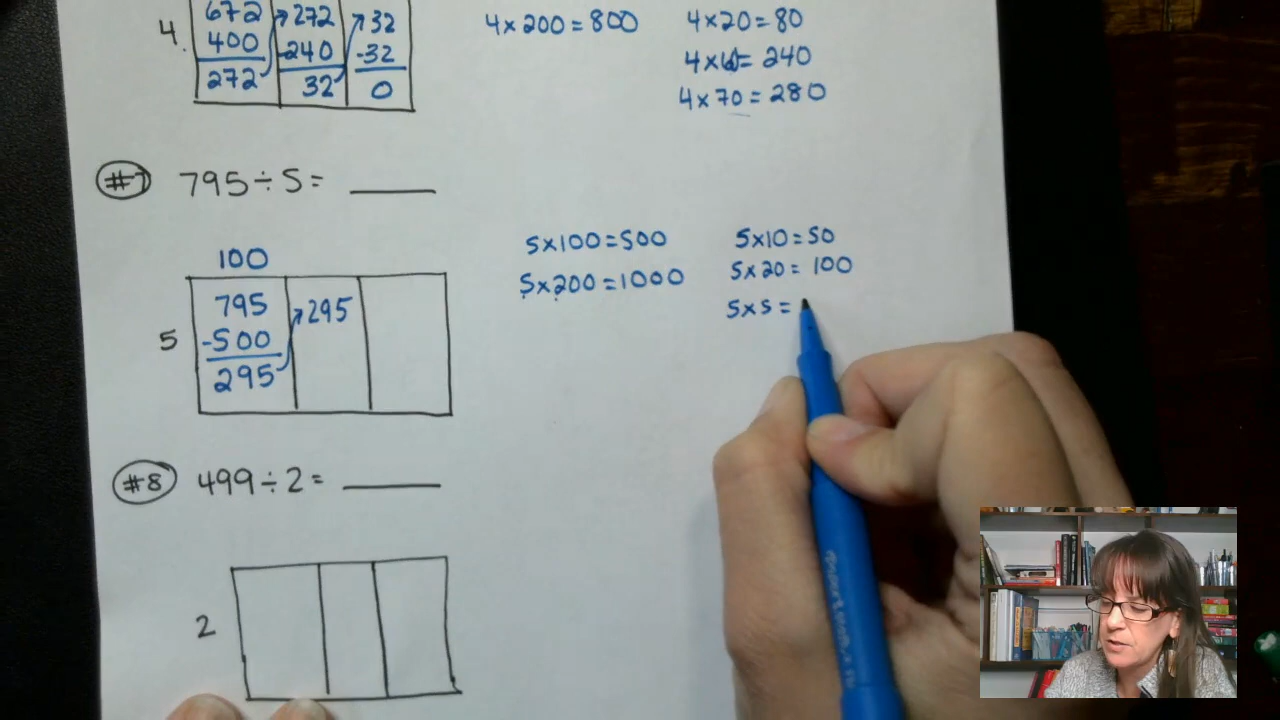 672 272 32 4×200=800 4×20=80
4. 400 -240 -32 4×60=240
272 32 0 4×70=280
#7 795÷5= ____
100 5×100=500 5×10=50
5×200=1000 5×20=100
795 295 5×5=
5 -500
295
#8 499÷2= ____
2